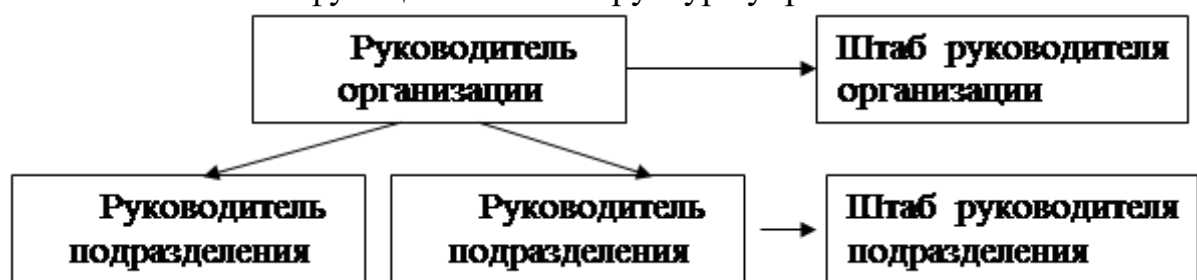 Руководитель
организации
Штаб руководителя
организации
Руководитель
подразделения
Руководитель
подразделения
Штаб руководителя
подразделения